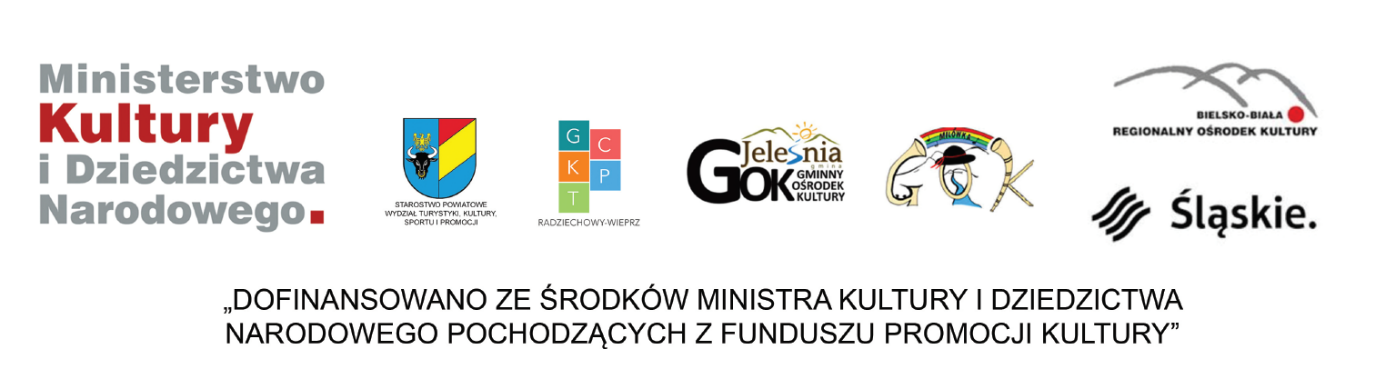 Ministerstwo
Kultury
i Dziedzictwa
Narodowego.
STAROSTWO POWIATOWE
WYDZIAŁ TURYSTYKI, KULTURY,
SPORTU I PROMOCJI
G
C
K
P
T
RADZIECHOWY-WIEPRZ
Jeleśnia
gmina
GOK
GMINNY
OŚRODEK
KULTURY
MILÓWKA
GOK
BIELSKO-BIAŁA
REGIONALNY OŚRODEK KULTURY
Śląskie.
„DOFINANSOWANO ZE ŚRODKÓW MINISTRA KULTURY I DZIEDZICTWA
NARODOWEGO POCHODZĄCYCH Z FUNDUSZU PROMOCJI KULTURY”